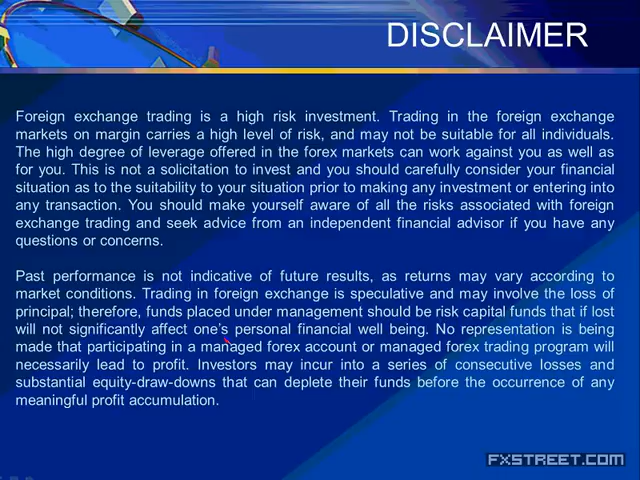 DISCLAIMER
Foreign exchange trading is a high risk investment. Trading in the foreign exchange
markets on margin carries a high level of risk, and may not be suitable for all individuals.
The high degree of leverage offered in the forex markets can work against you as well as
for you. This is not a solicitation to invest and you should carefully consider your financial
situation as to the suitability to your situation prior to making any investment or entering into
any transaction. You should make yourself aware of all the risks associated with foreign
exchange trading and seek advice from an independent financial advisor if you have any
questions or concerns.
Past performance is not indicative of future results, as returns may vary according to
market conditions. Trading in foreign exchange is speculative and may involve the loss of
principal; therefore, funds placed under management should be risk capital funds that if lost
will not significantly affect one's personal financial well being. No representation is being
made that participating in a managed forex account or managed forex trading program will
necessarily lead to profit. Investors may incur into a series of consecutive losses and
substantial equity-draw-downs that can deplete their funds before the occurrence of any
meaningful profit accumulation.
FXSTREET.COM